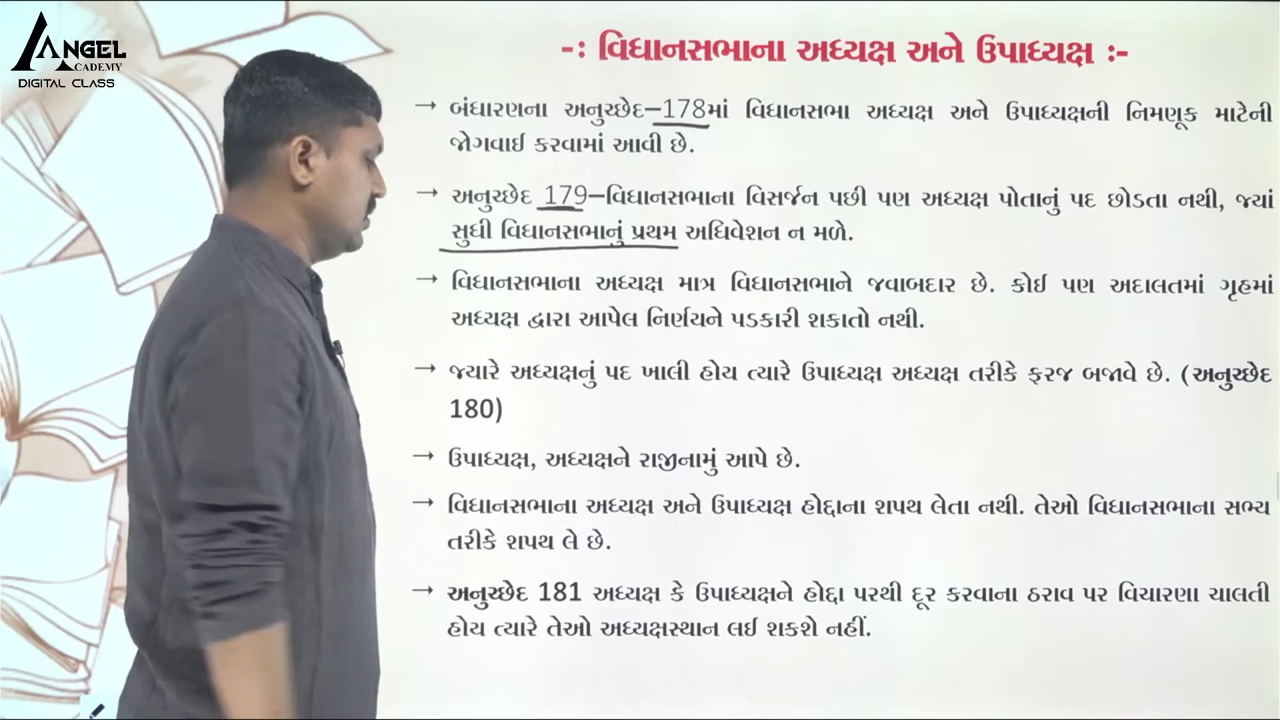 ANGEL
ACADEMY
DIGITAL CLASS
-: વિધાનસભાના અધ્યક્ષ અને ઉપાધ્યક્ષ :-
→ બંધારણના અનુચ્છેદ–178માં વિધાનસભા અધ્યક્ષ અને ઉપાધ્યક્ષની નિમણૂક માટેની
જોગવાઈ કરવામાં આવી છે.
→ અનુચ્છેદ 179–વિધાનસભાના વિસર્જન પછી પણ અધ્યક્ષ પોતાનું પદ છોડતા નથી, જ્યાં
સુધી વિધાનસભાનું પ્રથમ અધિવેશન ન મળે.
→ વિધાનસભાના અધ્યક્ષ માત્ર વિધાનસભાને જવાબદાર છે. કોઈ પણ અદાલતમાં ગૃહમાં
અધ્યક્ષ દ્વારા આપેલ નિર્ણયને પડકારી શકાતો નથી.
→ જ્યારે અધ્યક્ષનું પદ ખાલી હોય ત્યારે ઉપાધ્યક્ષ અધ્યક્ષ તરીકે ફરજ બજાવે છે. (અનુચ્છેદ
180)
→ ઉપાધ્યક્ષ, અધ્યક્ષને રાજીનામું આપે છે.
→ વિધાનસભાના અધ્યક્ષ અને ઉપાધ્યક્ષ હોદ્દાના શપથ લેતા નથી. તેઓ વિધાનસભાના સભ્ય
તરીકે શપથ લે છે.
→ અનુચ્છેદ 181 અધ્યક્ષ કે ઉપાધ્યક્ષને હોદ્દા પરથી દૂર કરવાના ઠરાવ પર વિચારણા ચાલતી
હોય ત્યારે તેઓ અધ્યક્ષસ્થાન લઈ શકશે નહીં.